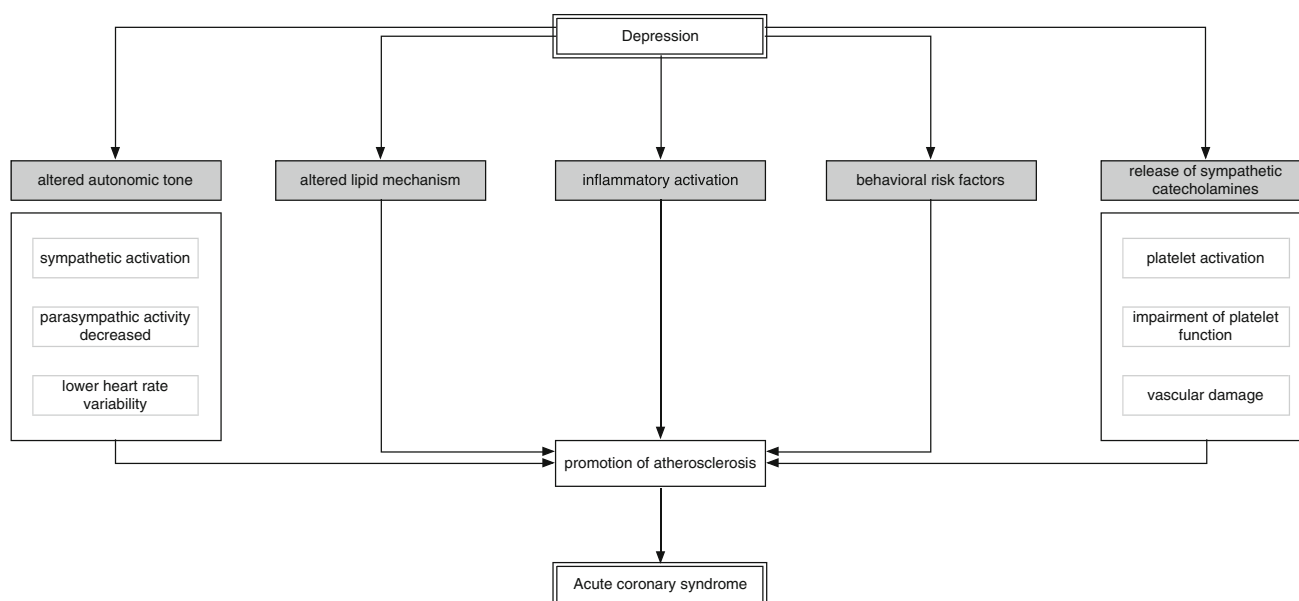 Depression
altered autonomic tone
altered lipid mechanism
inflammatory activation
behavioral risk factors
release of sympathetic
catecholamines
sympathetic activation
parasympathic activity
decreased
lower heart rate
variability
platelet activation
impairment of platelet
function
vascular damage
promotion of atherosclerosis
Acute coronary syndrome